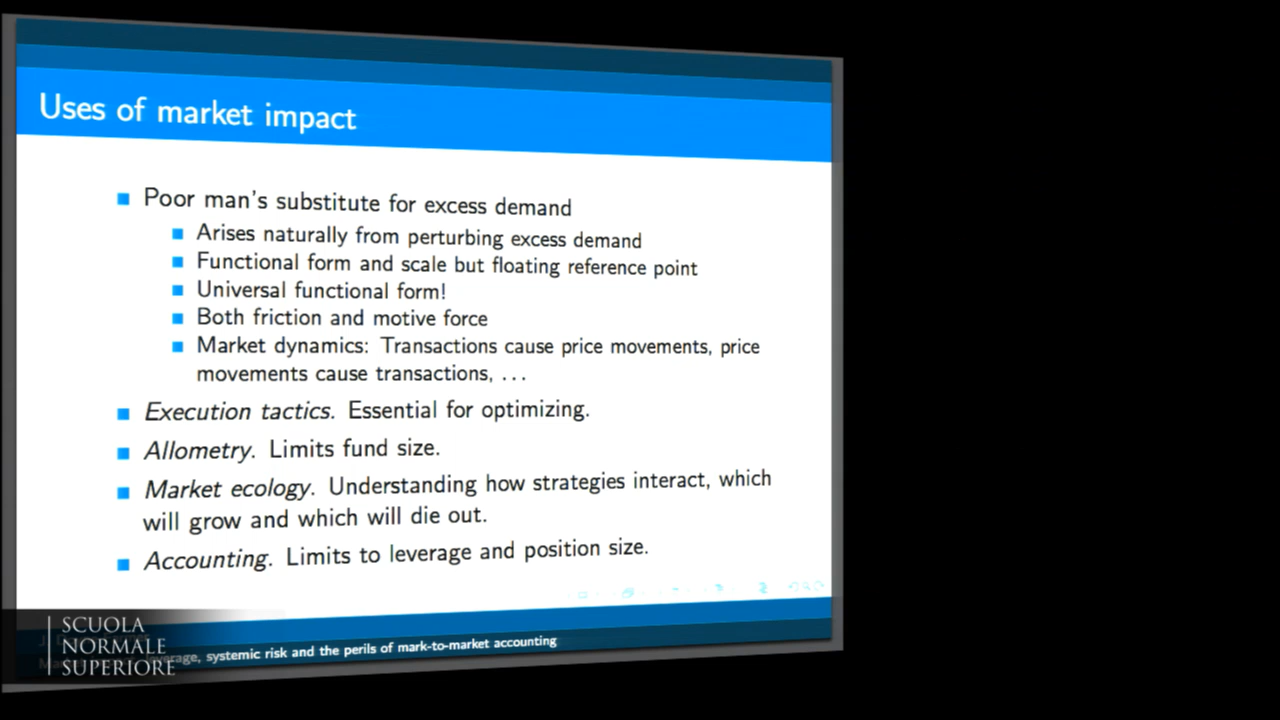 Uses of market impact
Poor man's substitute for excess demand
Arises naturally from perturbing excess demand
Functional form and scale but floating reference point
Universal functional form!
Both friction and motive force
Market dynamics: Transactions cause price movements, price
movements cause transactions, ...
Execution tactics. Essential for optimizing.
Allometry. Limits fund size.
Market ecology. Understanding how strategies interact, which
will grow and which will die out.
Accounting. Limits to leverage and position size.
systemic risk and the perils of mark-to-market accounting
SCUOLA
NORMALE
SUPERIORE